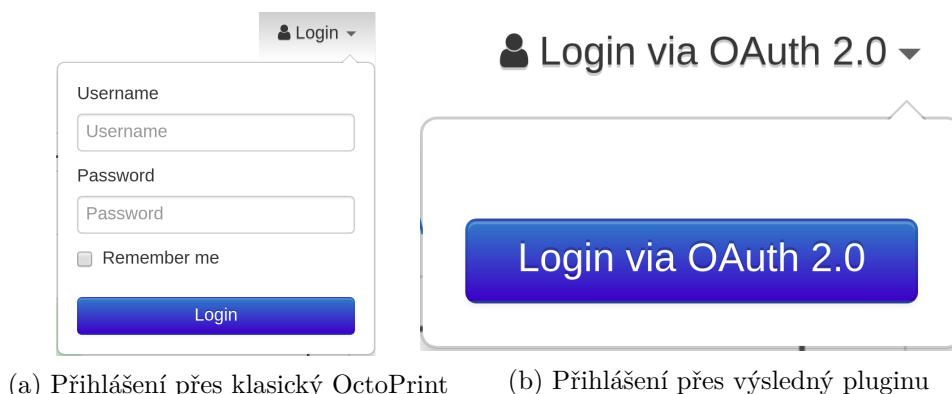 Login
Username
Username
Password
Password
Remember me
Login
(a) Přihlášení přes klasický OctoPrint
Login via OAuth 2.0
Login via OAuth 2.0
(b) Přihlášení přes výsledný pluginu